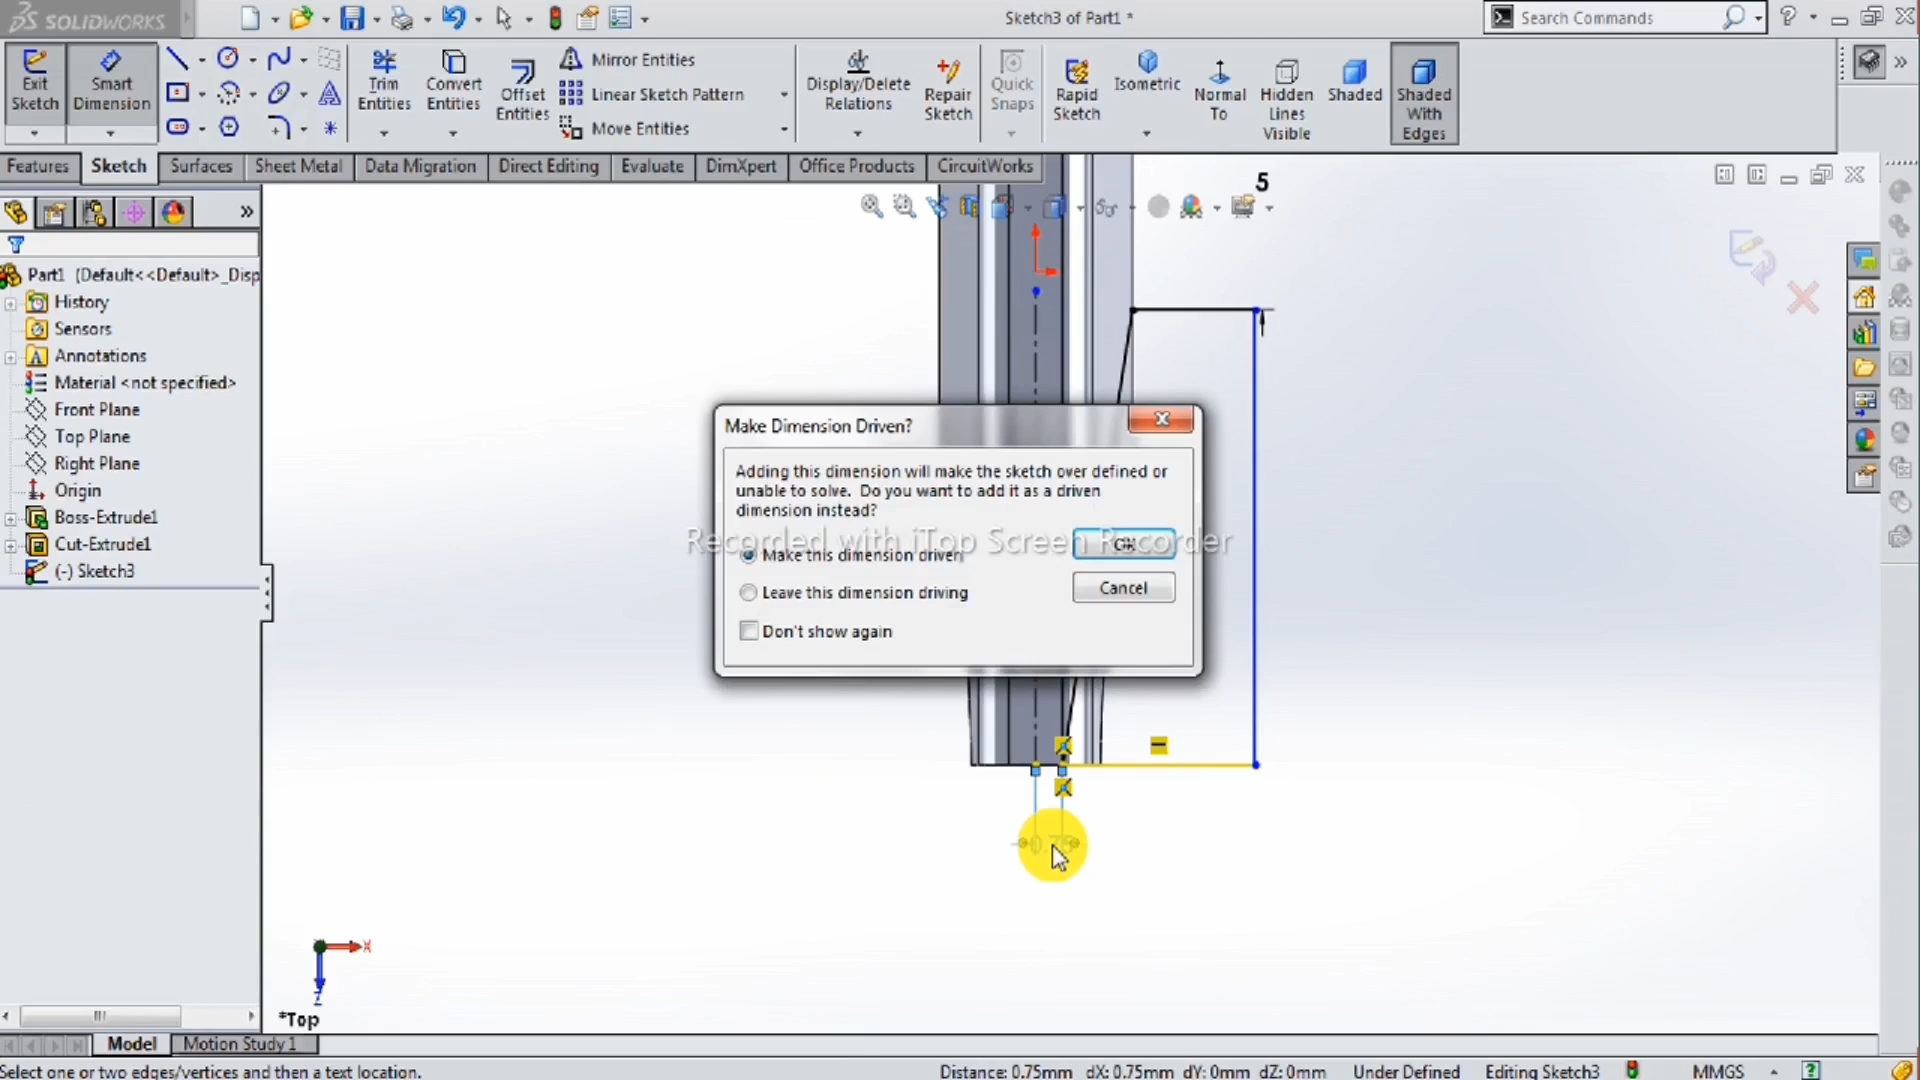 SOLIDWORKS
Sketch3 of Part1 *
Search Commands
Exit Sketch
Smart Dimension
Trim Entities
Convert Entities
Offset Entities
Mirror Entities
Linear Sketch Pattern
Move Entities
Display/Delete Relations
Repair Sketch
Quick Snaps
Rapid Sketch
Isometric
Normal To
Hidden Lines Visible
Shaded
Shaded With Edges
Features
Sketch
Surfaces
Sheet Metal
Data Migration
Direct Editing
Evaluate
DimXpert
Office Products
CircuitWorks
5
Part1 (Default<<Default>_Disp
History
Sensors
Annotations
Material <not specified>
Front Plane
Top Plane
Right Plane
Origin
Boss-Extrude1
Cut-Extrude1
(-) Sketch3
Make Dimension Driven?
Adding this dimension will make the sketch over defined or
unable to solve. Do you want to add it as a driven
dimension instead?
Recorded with iTop Screen Recorder
OK
Make this dimension driven
Cancel
Leave this dimension driving
Don't show again
0.75
X
Z
*Top
Model
Motion Study 1
Select one or two edges/vertices and then a text location.
Distance: 0.75mm dX: 0.75mm dY: 0mm dZ: 0mm
Under Defined
Editing Sketch3
MMGS